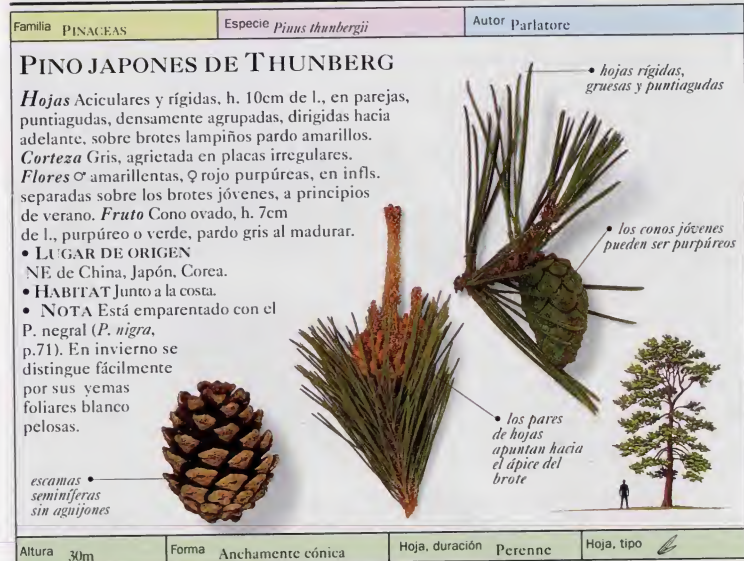 Familia PINACEAS
Especie Pinus thunbergii
Autor Parlatore
PINO JAPONES DE THUNBERG
Hojas Aciculares y rígidas, h. 10cm de l., en parejas,
puntiagudas, densamente agrupadas, dirigidas hacia
adelante, sobre brotes lampiños pardo amarillos.
Corteza Gris, agrietada en placas irregulares.
Flores ♂ amarillentas, ♀ rojo purpúreas, en infls.
separadas sobre los brotes jóvenes, a principios
de verano. Fruto Cono ovado, h. 7cm
de l., purpúreo o verde, pardo gris al madurar.
• LUGAR DE ORIGEN
NE de China, Japón, Corea.
• HABITAT Junto a la costa.
• NOTA Está emparentado con el
P. negral (P. nigra,
p.71). En invierno se
distingue fácilmente
por sus yemas
foliares blanco
pelosas.
hojas rígidas,
gruesas y puntiagudas
los conos jóvenes
pueden ser purpúreos
los pares
de hojas
apuntan hacia
el ápice del
brote
escamas
seminíferas
sin aguijones
Altura 30m
Forma Anchamente cónica
Hoja, duración Perenne
Hoja, tipo